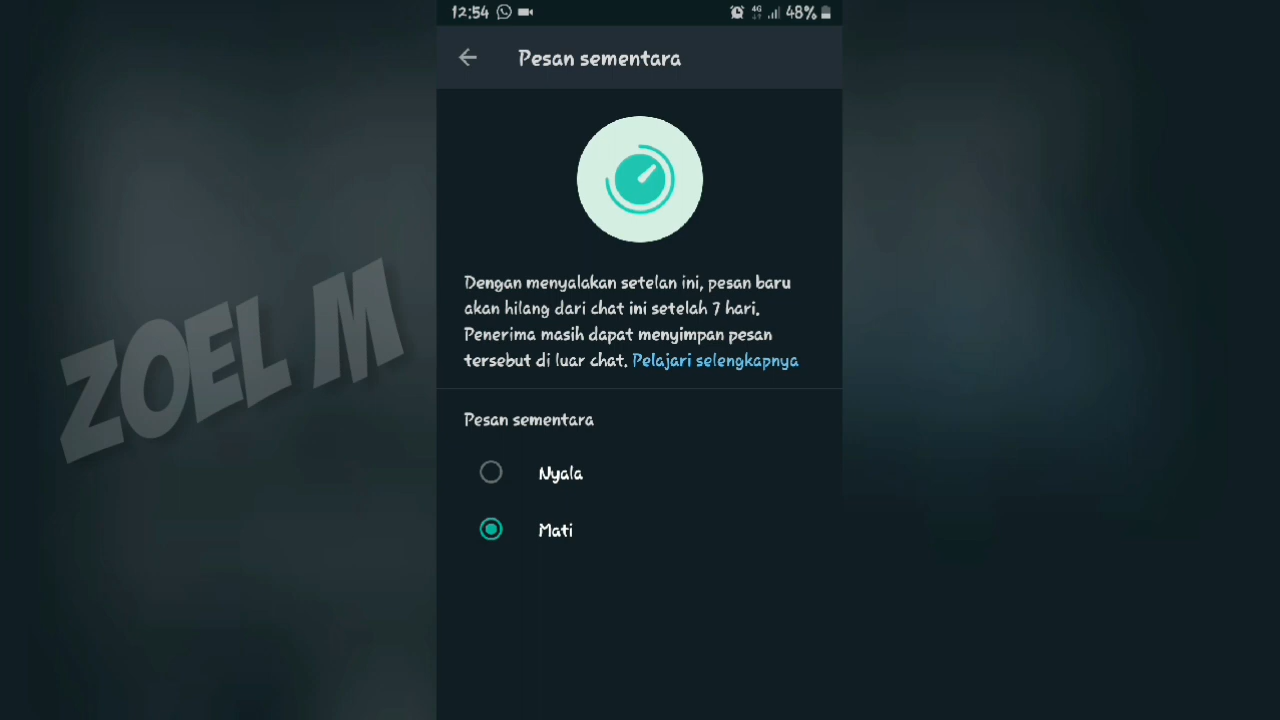 12:54 4G 48%
Pesan sementara
ZOEL M
Dengan menyalakan setelan ini, pesan baru
akan hilang dari chat ini setelah 7 hari.
Penerima masih dapat menyimpan pesan
tersebut di luar chat. Pelajari selengkapnya
Pesan sementara
Nyala
Mati